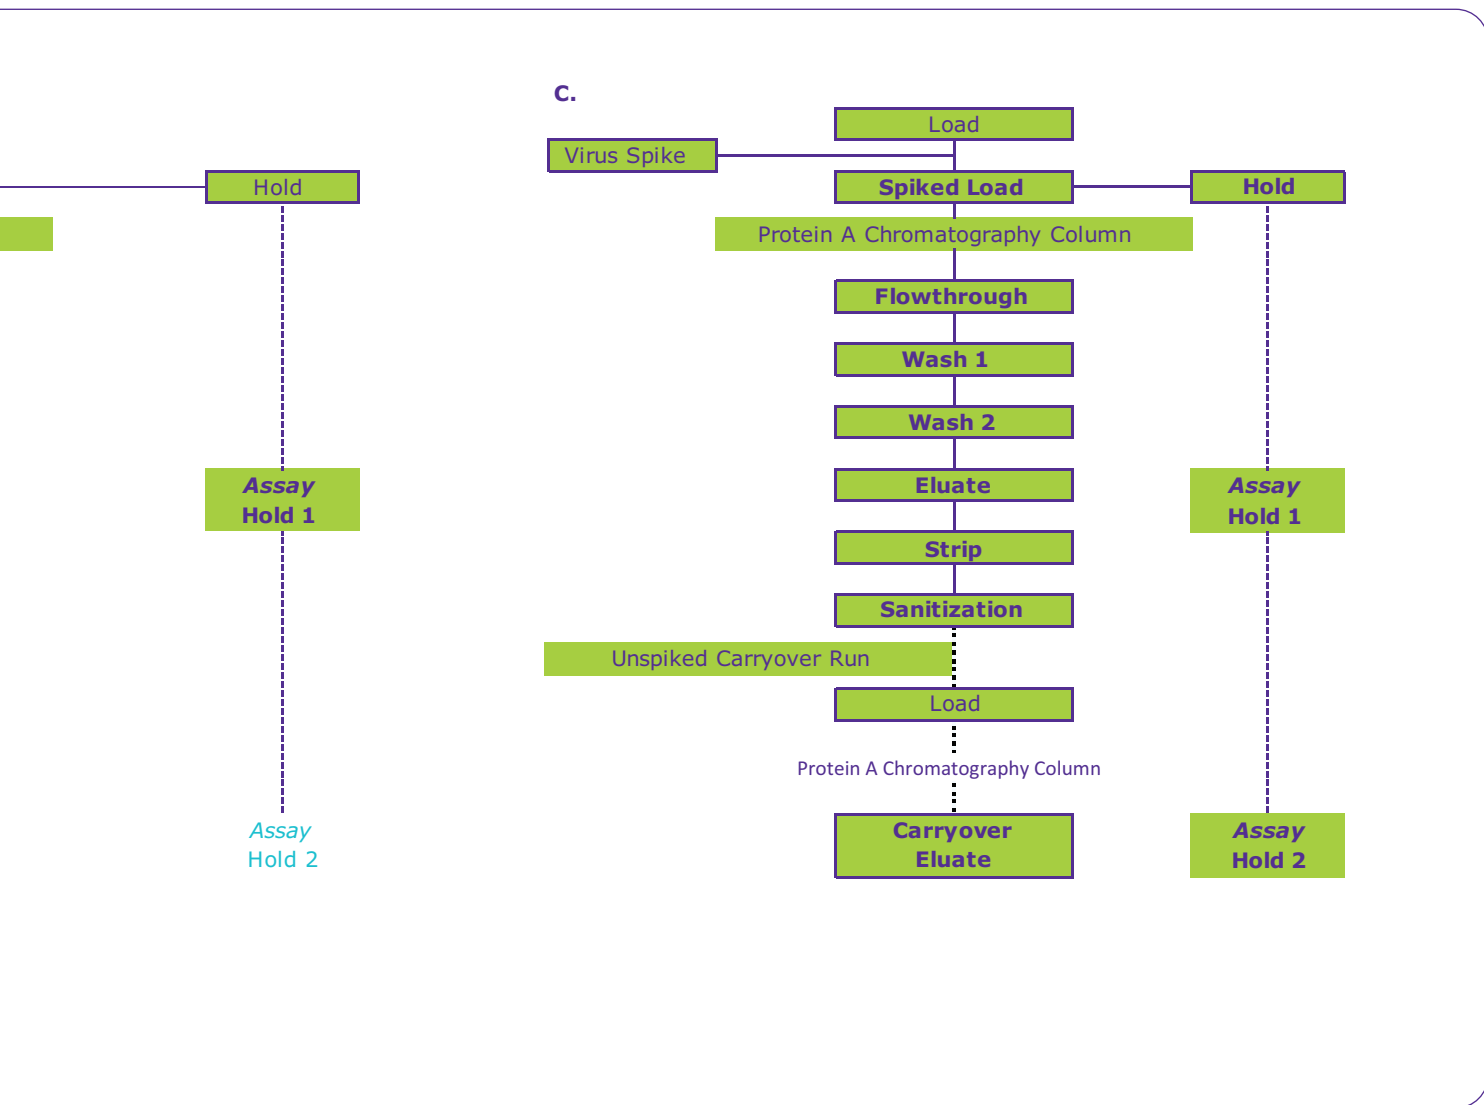 Hold
Assay
Hold 1
Assay
Hold 2
C.
Load
Virus Spike
Spiked Load
Hold
Protein A Chromatography Column
Flowthrough
Wash 1
Wash 2
Eluate
Assay
Hold 1
Strip
Sanitization
Unspiked Carryover Run
Load
Protein A Chromatography Column
Carryover
Eluate
Assay
Hold 2